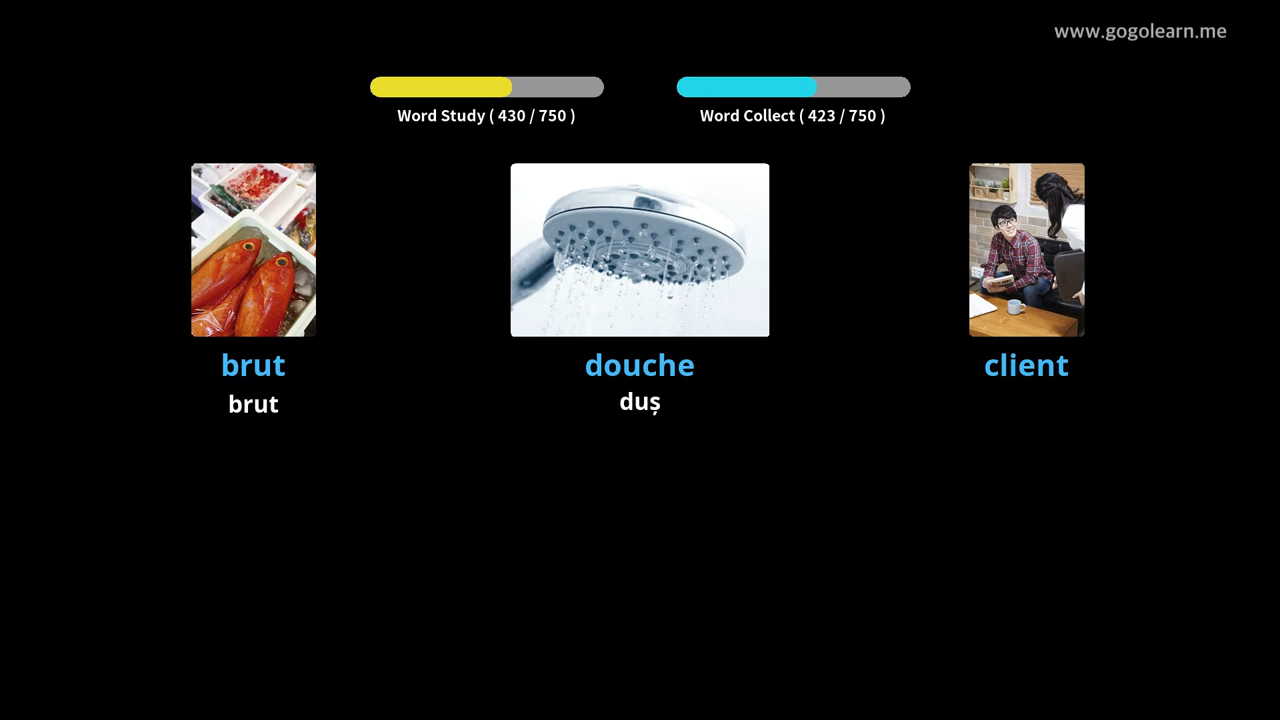 www.gogolearn.me
Word Study ( 430 / 750 )
Word Collect ( 423 / 750 )
brut
douche
client
brut
duș